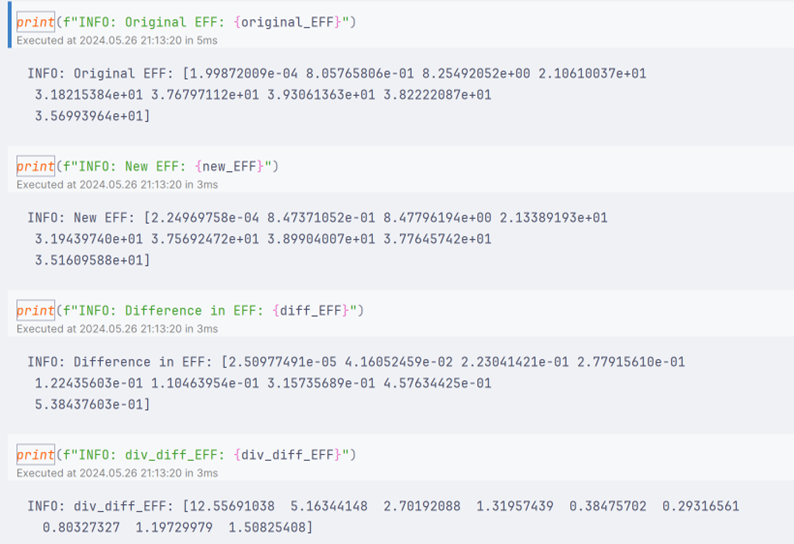 print(f"INFO: Original EFF: {original_EFF}")
Executed at 2024.05.26 21:13:20 in 5ms
INFO: Original EFF: [1.99872009e-04 8.05765806e-01 8.25492052e+00 2.10610037e+01
3.18215384e+01 3.76797112e+01 3.93061363e+01 3.82222087e+01
3.56993964e+01]
print(f"INFO: New EFF: {new_EFF}")
Executed at 2024.05.26 21:13:20 in 3ms
INFO: New EFF: [2.24969758e-04 8.47371052e-01 8.47796194e+00 2.13389193e+01
3.19439740e+01 3.75692472e+01 3.89904007e+01 3.77645742e+01
3.51609588e+01]
print(f"INFO: Difference in EFF: {diff_EFF}")
Executed at 2024.05.26 21:13:20 in 3ms
INFO: Difference in EFF: [2.50977491e-05 4.16052459e-02 2.23041421e-01 2.77915610e-01
1.22435603e-01 1.10463954e-01 3.15735689e-01 4.57634425e-01
5.38437603e-01]
print(f"INFO: div_diff_EFF: {div_diff_EFF}")
Executed at 2024.05.26 21:13:20 in 3ms
INFO: div_diff_EFF: [12.55691038 5.16344148 2.70192088 1.31957439 0.38475702 0.29316561
0.80327327 1.19729979 1.50825408]